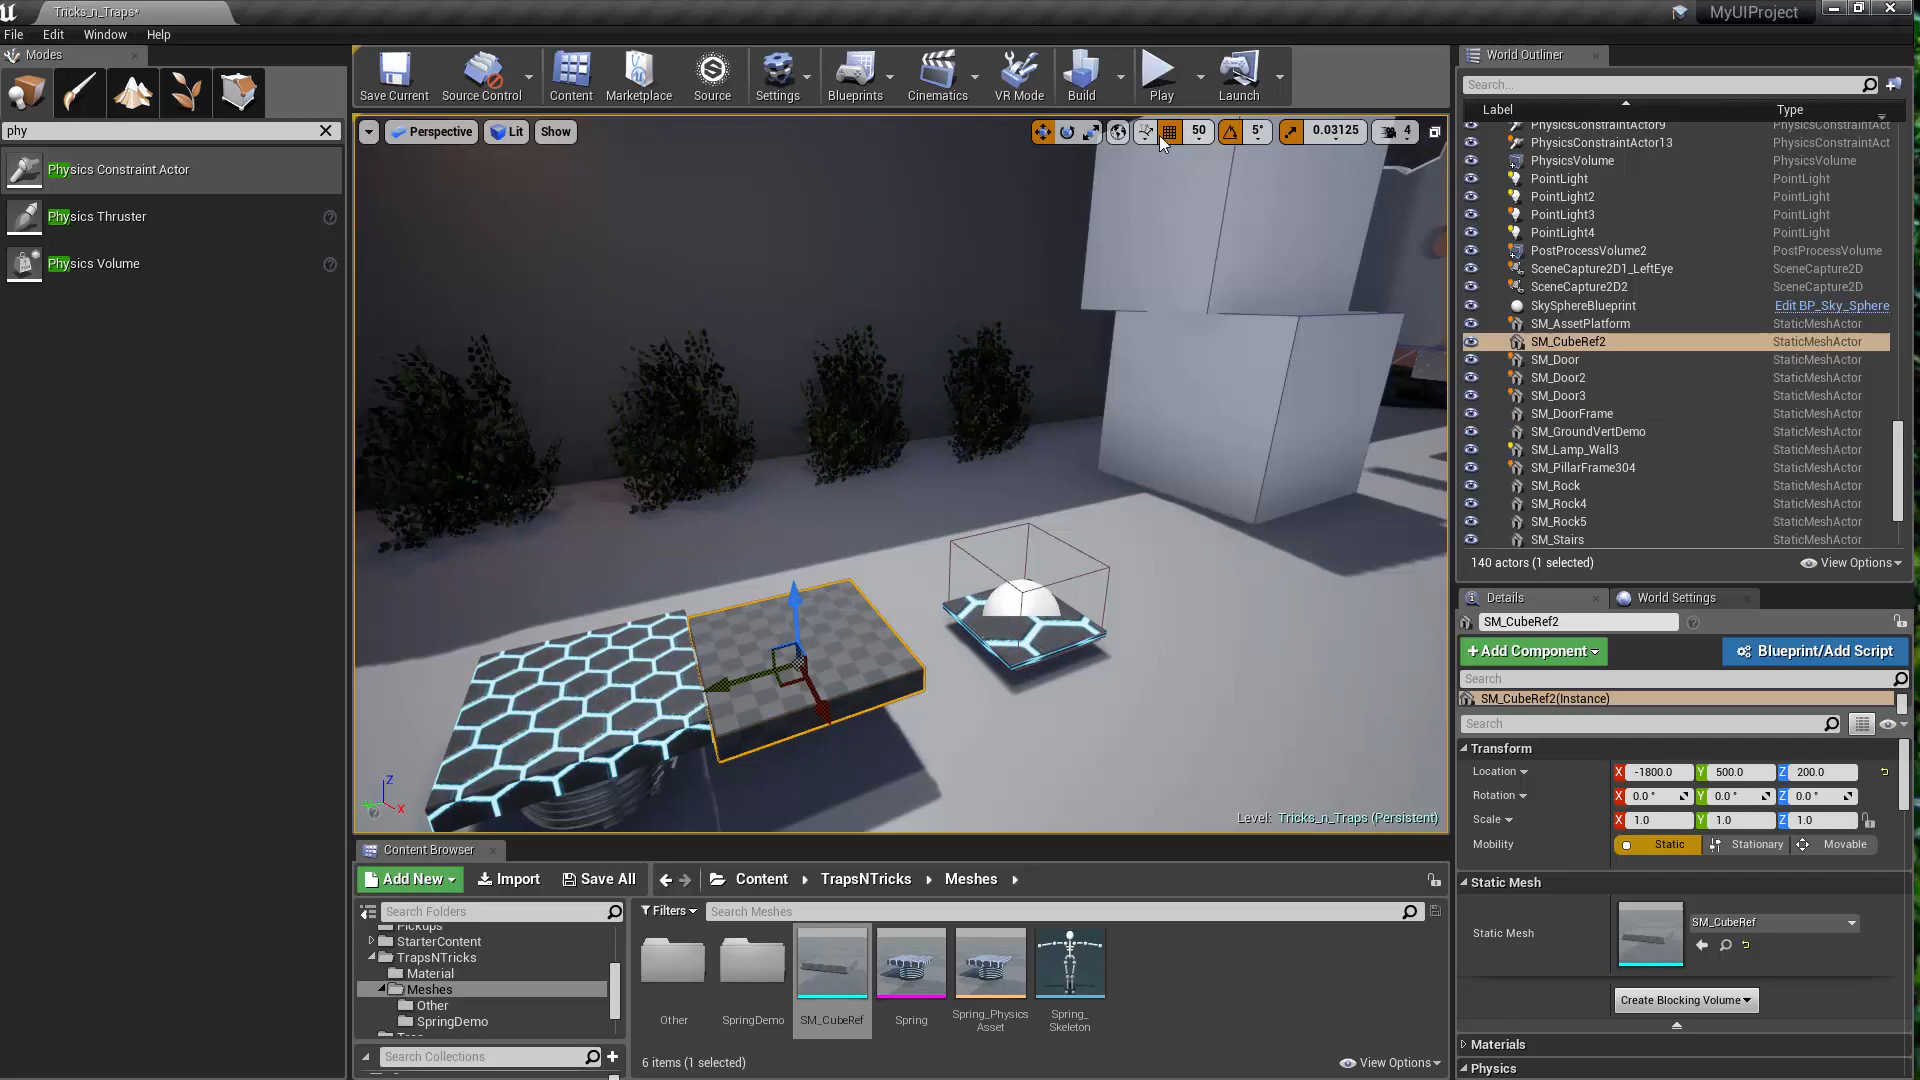 Tricks_n_Traps*
MyUIProject
File Edit Window Help
Modes
phy
Physics Constraint Actor
Physics Thruster
Physics Volume
Save Current
Source Control
Content
Marketplace
Source
Settings
Blueprints
Cinematics
VR Mode
Build
Play
Launch
Perspective
Lit
Show
50
5°
0.03125
4
Z
X
Level: Tricks_n_Traps (Persistent)
World Outliner
Search...
Label Type
PhysicsConstraintActor9 PhysicsConstraintAct
PhysicsConstraintActor13 PhysicsConstraintAct
PhysicsVolume PhysicsVolume
PointLight PointLight
PointLight2 PointLight
PointLight3 PointLight
PointLight4 PointLight
PostProcessVolume2 PostProcessVolume
SceneCapture2D1_LeftEye SceneCapture2D
SceneCapture2D2 SceneCapture2D
SkySphereBlueprint Edit BP_Sky_Sphere
SM_AssetPlatform StaticMeshActor
SM_CubeRef2 StaticMeshActor
SM_Door StaticMeshActor
SM_Door2 StaticMeshActor
SM_Door3 StaticMeshActor
SM_DoorFrame StaticMeshActor
SM_GroundVertDemo StaticMeshActor
SM_Lamp_Wall3 StaticMeshActor
SM_PillarFrame304 StaticMeshActor
SM_Rock StaticMeshActor
SM_Rock4 StaticMeshActor
SM_Rock5 StaticMeshActor
SM_Stairs StaticMeshActor
140 actors (1 selected) View Options
Details
World Settings
SM_CubeRef2
+Add Component
Blueprint/Add Script
Search
SM_CubeRef2(Instance)
Search
Transform
Location X -1800.0 Y 500.0 Z 200.0
Rotation X 0.0 ° Y 0.0 ° Z 0.0 °
Scale X 1.0 Y 1.0 Z 1.0
Mobility Static Stationary Movable
Static Mesh
Static Mesh SM_CubeRef
Create Blocking Volume
Materials
Physics
Content Browser
Add New Import Save All Content TrapsNTricks Meshes
Search Folders
Pickups
StarterContent
TrapsNTricks
Material
Meshes
Other
SpringDemo
Search Collections
Filters Search Meshes
Other
SpringDemo
SM_CubeRef
Spring
Spring_Physics
Asset
Spring_
Skeleton
6 items (1 selected) View Options